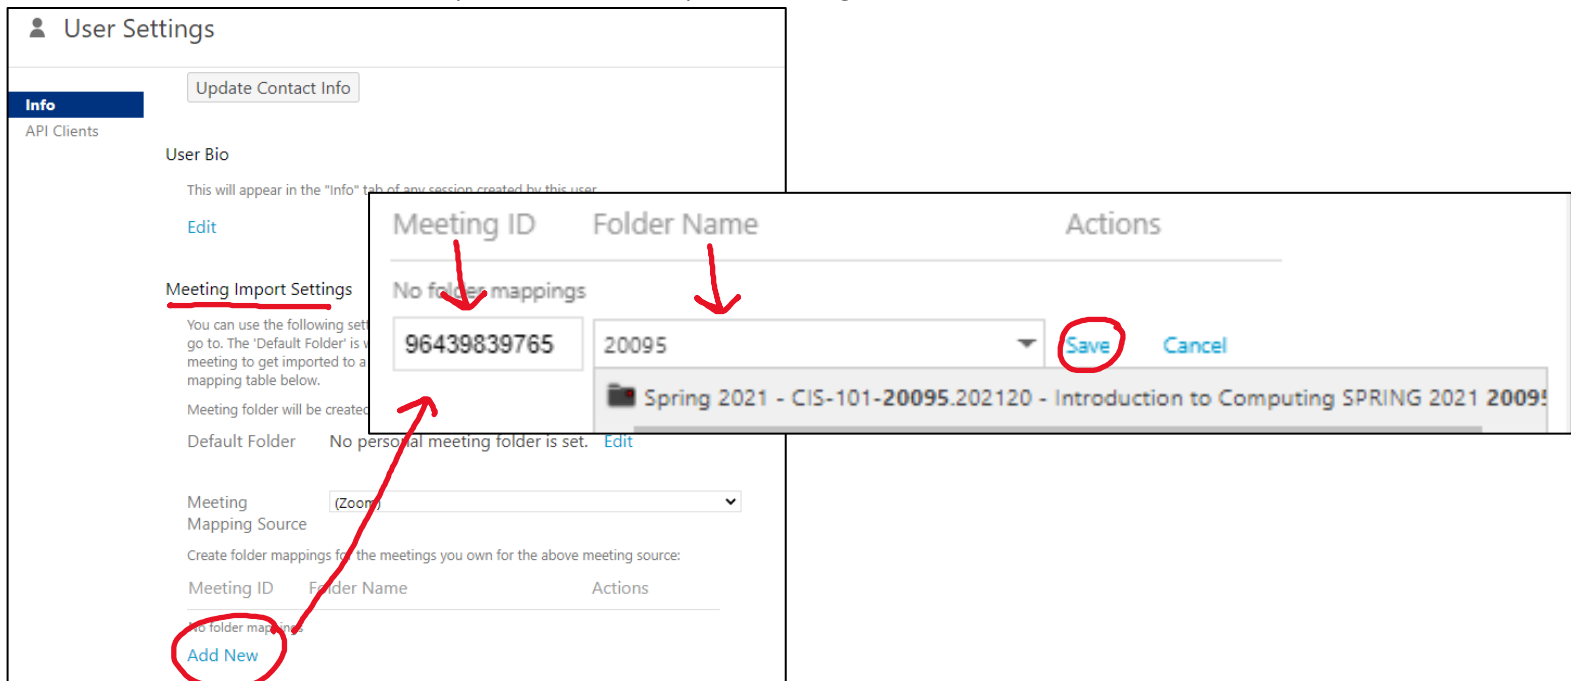 User Settings
Info
API Clients
Update Contact Info
User Bio
This will appear in the "Info" tab of any session created by this user
Edit
Meeting Import Settings
You can use the following
go to. The 'Default Folder' is
meeting to get imported to a
mapping table below.
Meeting folder will be created
Default Folder No personal meeting folder is set. Edit
Meeting
Mapping Source
(Zoom)
Create folder mappings for the meetings you own for the above meeting source:
Meeting ID Folder Name Actions
No folder mappings
Add New
Meeting ID Folder Name Actions
No folder mappings
96439839765 20095 Save Cancel
Spring 2021 - CIS-101-20095.202120 - Introduction to Computing SPRING 2021 20095